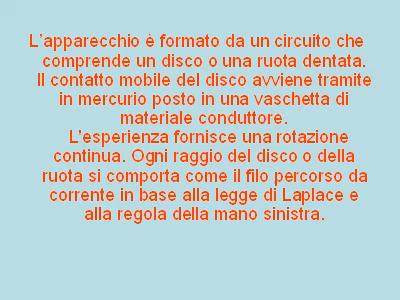 L'apparecchio è formato da un circuito che
comprende un disco o una ruota dentata.
Il contatto mobile del disco avviene tramite
in mercurio posto in una vaschetta di
materiale conduttore.
L'esperienza fornisce una rotazione
continua. Ogni raggio del disco o della
ruota si comporta come il filo percorso da
corrente in base alla legge di Laplace e
alla regola della mano sinistra.